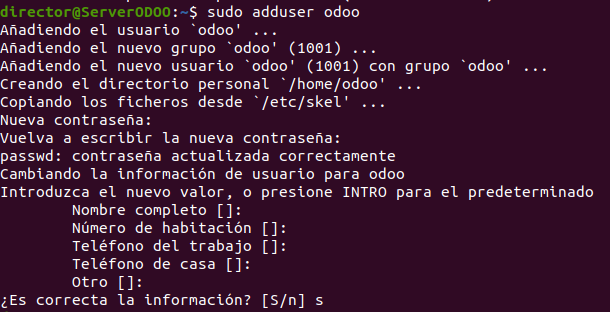 director@ServerODOO:~$ sudo adduser odoo
Añadiendo el usuario `odoo' ...
Añadiendo el nuevo grupo `odoo' (1001) ...
Añadiendo el nuevo usuario `odoo' (1001) con grupo `odoo' ...
Creando el directorio personal `/home/odoo' ...
Copiando los ficheros desde `/etc/skel' ...
Nueva contraseña:
Vuelva a escribir la nueva contraseña:
passwd: contraseña actualizada correctamente
Cambiando la información de usuario para odoo
Introduzca el nuevo valor, o presione INTRO para el predeterminado
        Nombre completo []:
        Número de habitación []:
        Teléfono del trabajo []:
        Teléfono de casa []:
        Otro []:
¿Es correcta la información? [S/n] s